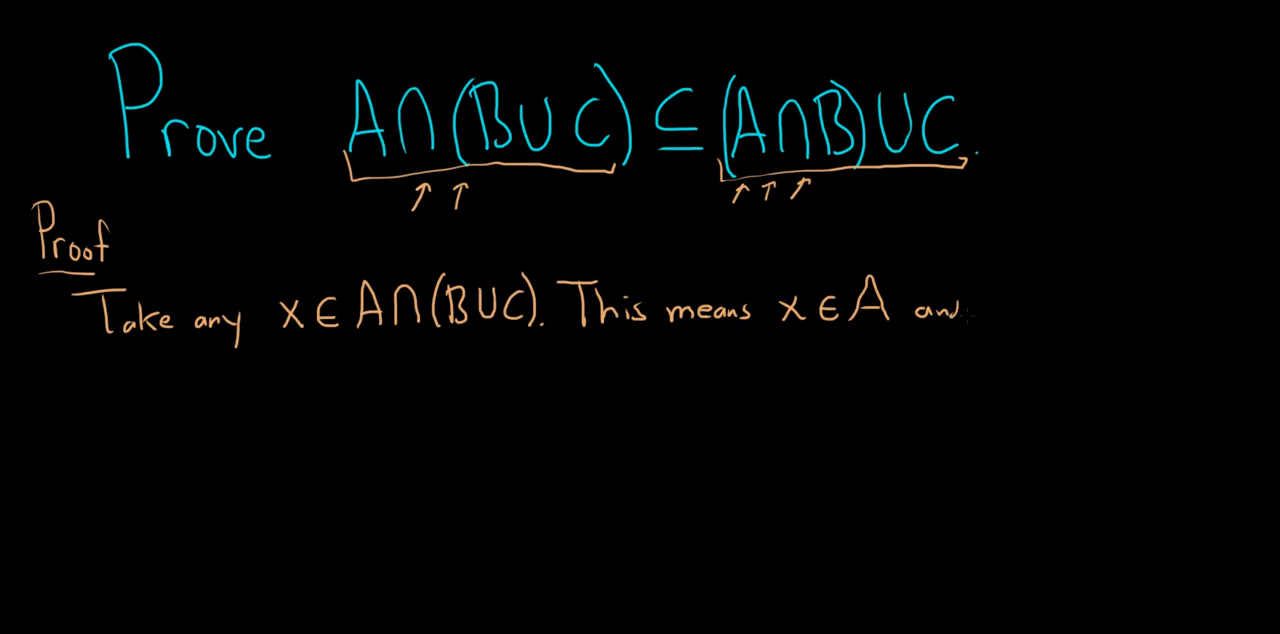 Prove A∩(B∪C) ⊆ (A∩B)∪C.
Proof
Take any x ∈ A∩(B∪C). This means x ∈ A and